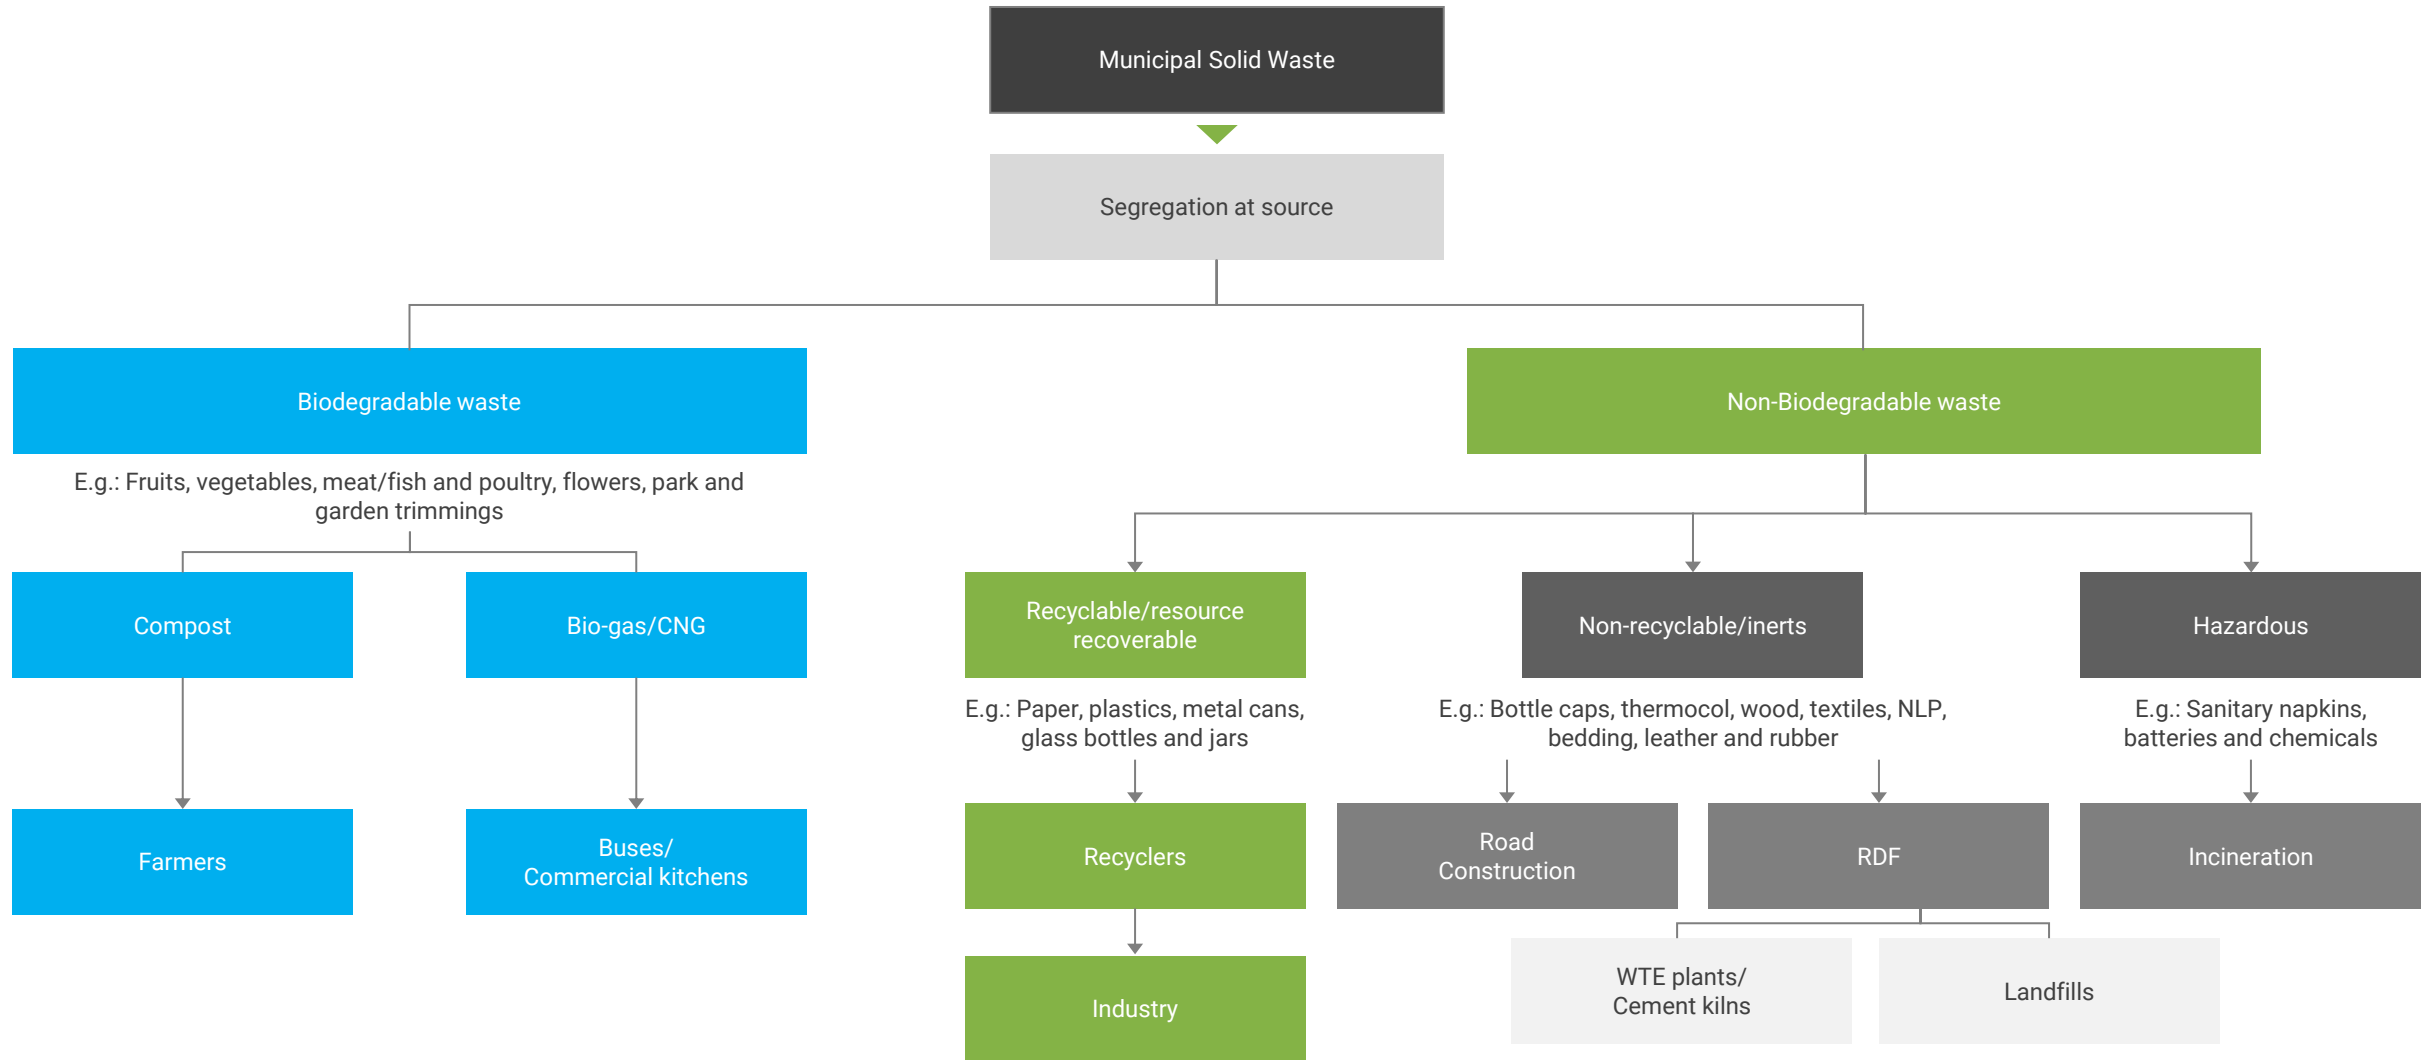 Municipal Solid Waste
Segregation at source
Biodegradable waste
Non-Biodegradable waste
E.g.: Fruits, vegetables, meat/fish and poultry, flowers, park and
garden trimmings
Compost
Bio-gas/CNG
Recyclable/resource
recoverable
Non-recyclable/inerts
Hazardous
E.g.: Paper, plastics, metal cans,
glass bottles and jars
E.g.: Bottle caps, thermocol, wood, textiles, NLP,
bedding, leather and rubber
E.g.: Sanitary napkins,
batteries and chemicals
Farmers
Buses/
Commercial kitchens
Recyclers
Road
Construction
RDF
Incineration
Industry
WTE plants/
Cement kilns
Landfills